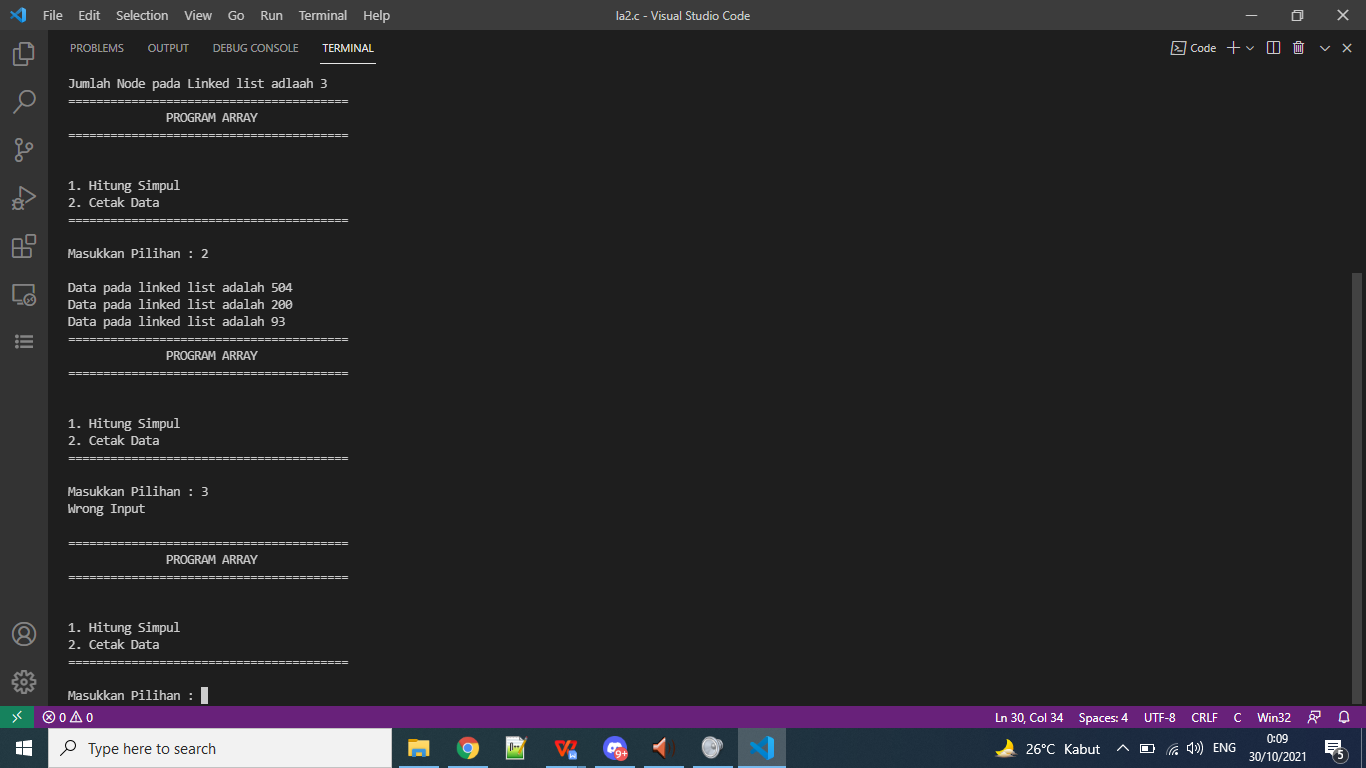 File Edit Selection View Go Run Terminal Help
la2.c - Visual Studio Code
PROBLEMS OUTPUT DEBUG CONSOLE TERMINAL
Code
Jumlah Node pada Linked list adlaah 3
========================================
PROGRAM ARRAY
========================================
1. Hitung Simpul
2. Cetak Data
========================================
Masukkan Pilihan : 2
Data pada linked list adalah 504
Data pada linked list adalah 200
Data pada linked list adalah 93
========================================
PROGRAM ARRAY
========================================
1. Hitung Simpul
2. Cetak Data
========================================
Masukkan Pilihan : 3
Wrong Input
========================================
PROGRAM ARRAY
========================================
1. Hitung Simpul
2. Cetak Data
========================================
Masukkan Pilihan :
0 0
Ln 30, Col 34 Spaces: 4 UTF-8 CRLF C Win32
Type here to search
9+
26°C Kabut
ENG
0:09
30/10/2021
5